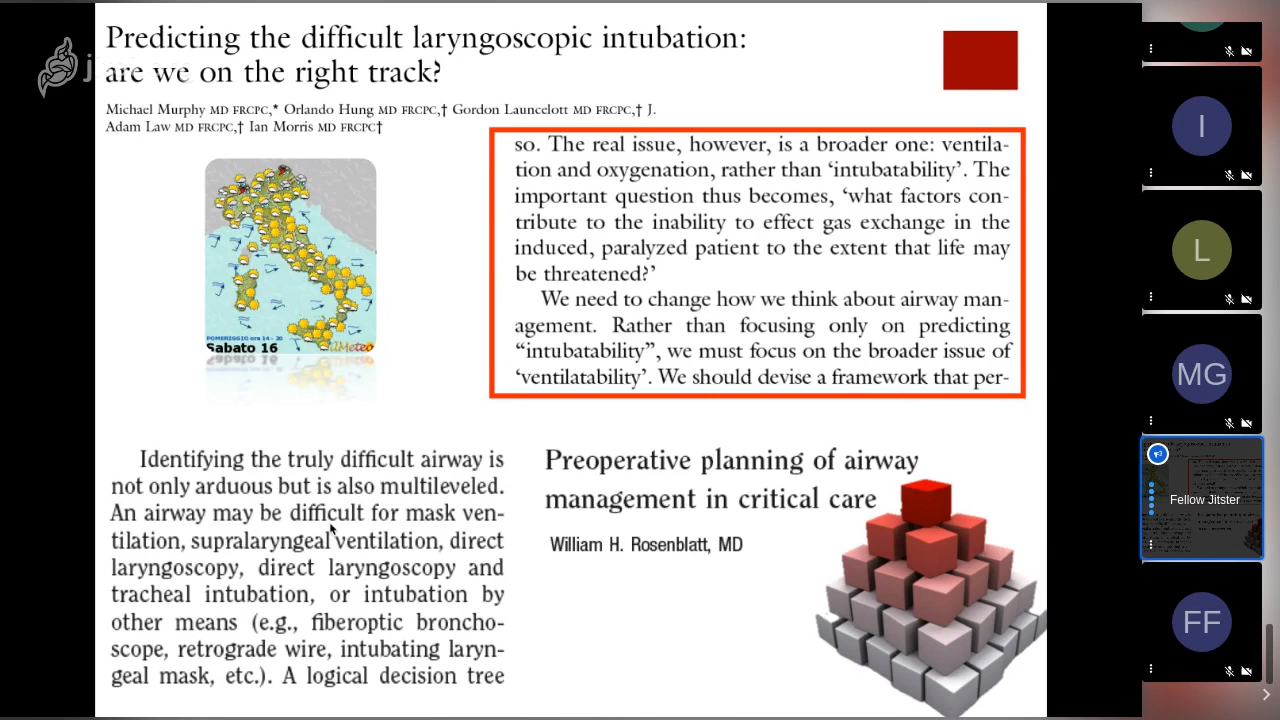 Predicting the difficult laryngoscopic intubation:
are we on the right track?
Michael Murphy MD FRCPC,* Orlando Hung MD FRCPC,† Gordon Launcelott MD FRCPC,† J.
Adam Law MD FRCPC,† Ian Morris MD FRCPC†
so. The real issue, however, is a broader one: ventila-
tion and oxygenation, rather than ‘intubatability’. The
important question thus becomes, ‘what factors con-
tribute to the inability to effect gas exchange in the
induced, paralyzed patient to the extent that life may
be threatened?’
We need to change how we think about airway man-
agement. Rather than focusing only on predicting
“intubatability”, we must focus on the broader issue of
‘ventilatability’. We should devise a framework that per-
POMERIGGIO ora 14 - 20
Sabato 16
ilMeteo
Identifying the truly difficult airway is
not only arduous but is also multileveled.
An airway may be difficult for mask ven-
tilation, supralaryngeal ventilation, direct
laryngoscopy, direct laryngoscopy and
tracheal intubation, or intubation by
other means (e.g., fiberoptic broncho-
scope, retrograde wire, intubating laryn-
geal mask, etc.). A logical decision tree
Preoperative planning of airway
management in critical care
William H. Rosenblatt, MD
I
L
MG
Fellow Jitster
FF